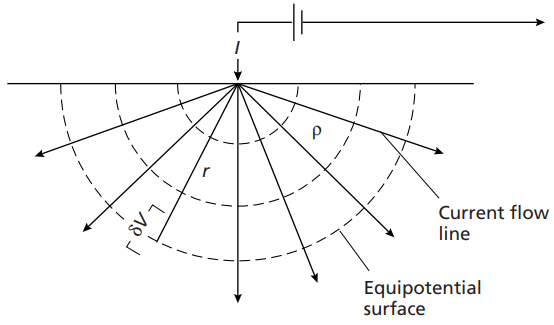 I
ρ
r
δV
Current flow
line
Equipotential
surface